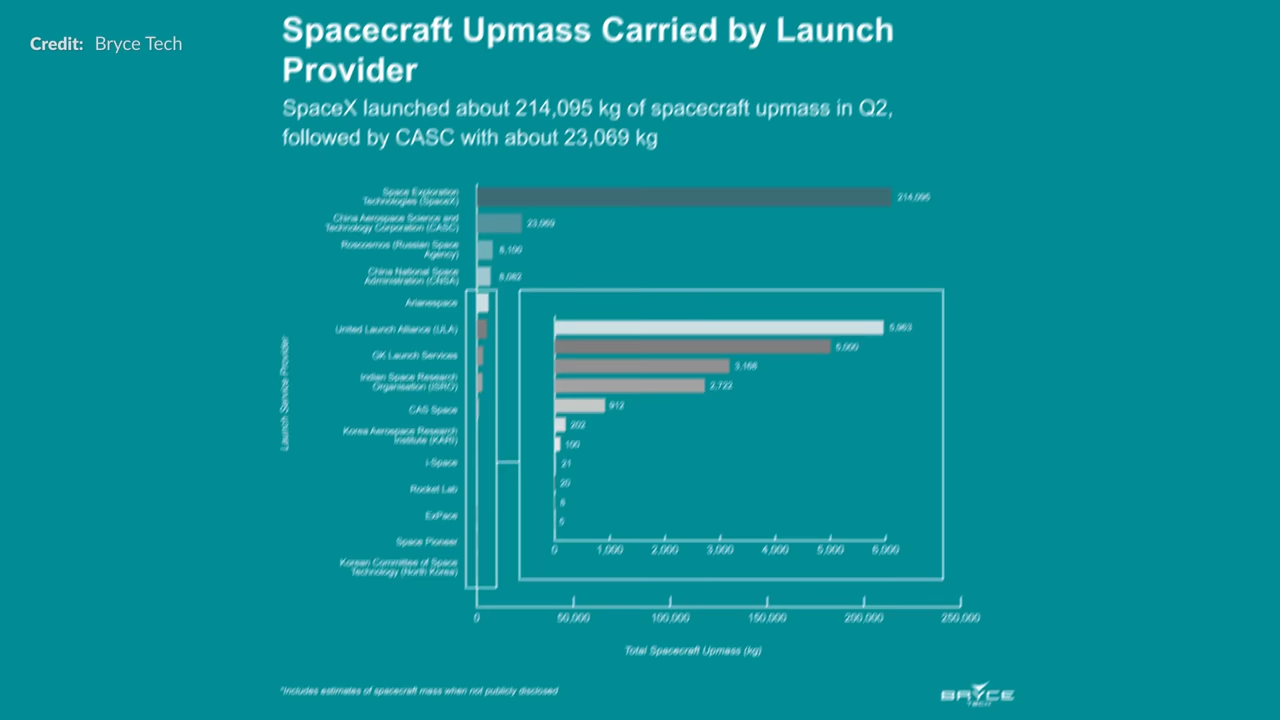 Credit: Bryce Tech
Spacecraft Upmass Carried by Launch
Provider
SpaceX launched about 214,095 kg of spacecraft upmass in Q2,
followed by CASC with about 23,069 kg
Space Exploration
Technologies (SpaceX)
214,095
China Aerospace Science and
Technology Corporation (CASC)
23,069
Roscosmos (Russian Space
Agency)
China National Space
Administration (CNSA)
Arianespace
United Launch Alliance (ULA)
GK Launch Services
Indian Space Research
Organisation (ISRO)
CAS Space
Korea Aerospace Research
Institute (KARI)
i-Space
Rocket Lab
ExPace
Space Pioneer
Korean Committee of Space
Technology (North Korea)
Launch Service Provider
5,963
5,000
3,166
2,722
912
202
100
21
20
0
1,000
2,000
3,000
4,000
5,000
6,000
0
50,000
100,000
150,000
200,000
250,000
Total Spacecraft Upmass (kg)
*Includes estimates of spacecraft mass when not publicly disclosed
BRYCE
TECH